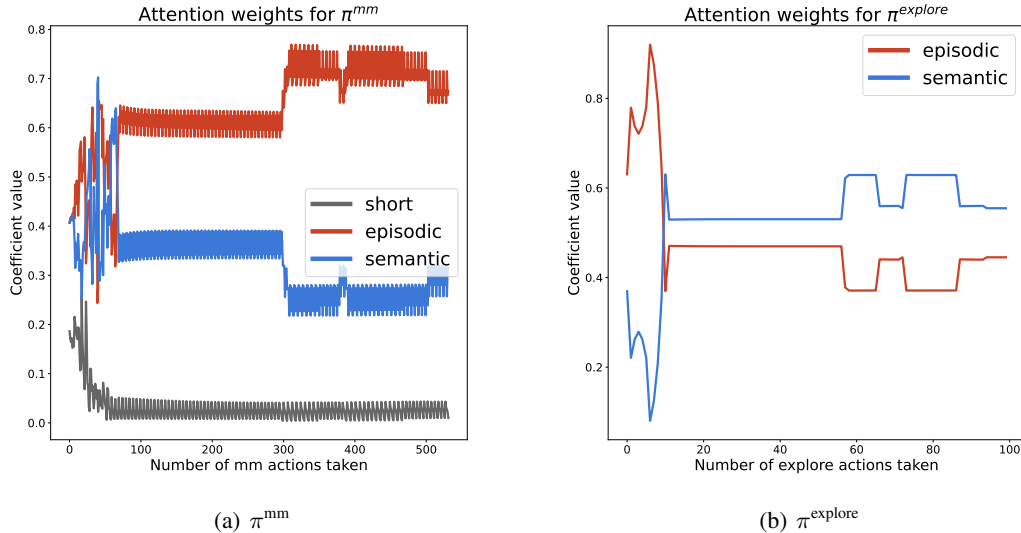 Attention weights for π^mm
Coefficient value
0.8
0.7
0.6
0.5
0.4
0.3
0.2
0.1
0.0
short
episodic
semantic
0 100 200 300 400 500
Number of mm actions taken
(a) π^mm
Attention weights for π^explore
Coefficient value
0.8
0.6
0.4
0.2
episodic
semantic
0 20 40 60 80 100
Number of explore actions taken
(b) π^explore